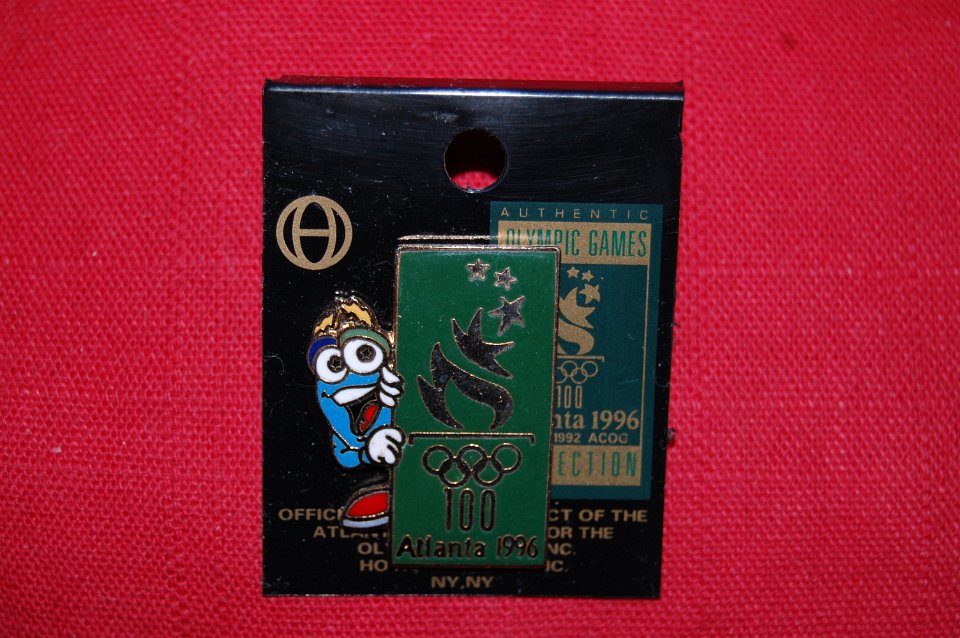 AUTHENTIC
OLYMPIC GAMES
100
nta 1996
1992 ACOG
ECTION
100
Atlanta 1996
OFFIC CT OF THE
ATLAN OR THE
OL NC.
HO C.
NY, NY